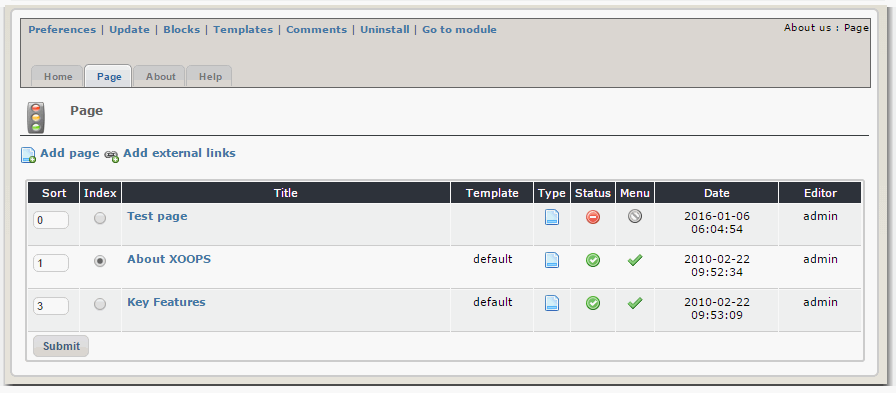 Preferences | Update | Blocks | Templates | Comments | Uninstall | Go to module
About us : Page
Home Page About Help
Page
Add page Add external links
Sort Index Title Template Type Status Menu Date Editor
0 Test page 2016-01-06 admin
06:04:54
1 About XOOPS default 2010-02-22 admin
09:52:34
3 Key Features default 2010-02-22 admin
09:53:09
Submit